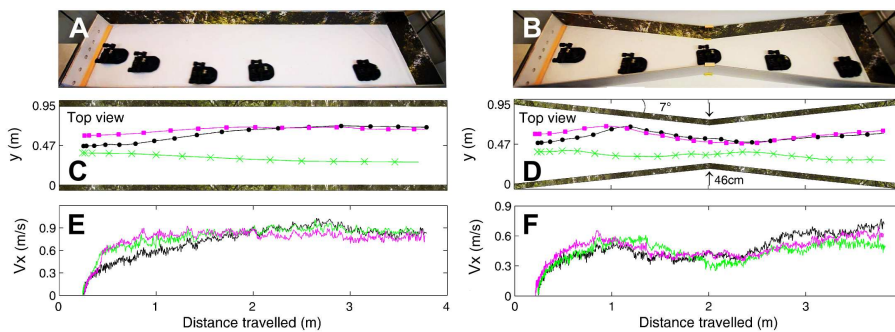 A
B
0.95
Top view
0.47
0
y (m)
C
0.95
Top view
7°
0.47
0
y (m)
D
46cm
E
0.9
0.6
0.3
0
Vx (m/s)
0 1 2 3 4
Distance travelled (m)
F
0.9
0.6
0.3
0
Vx (m/s)
0 1 2 3
Distance travelled (m)